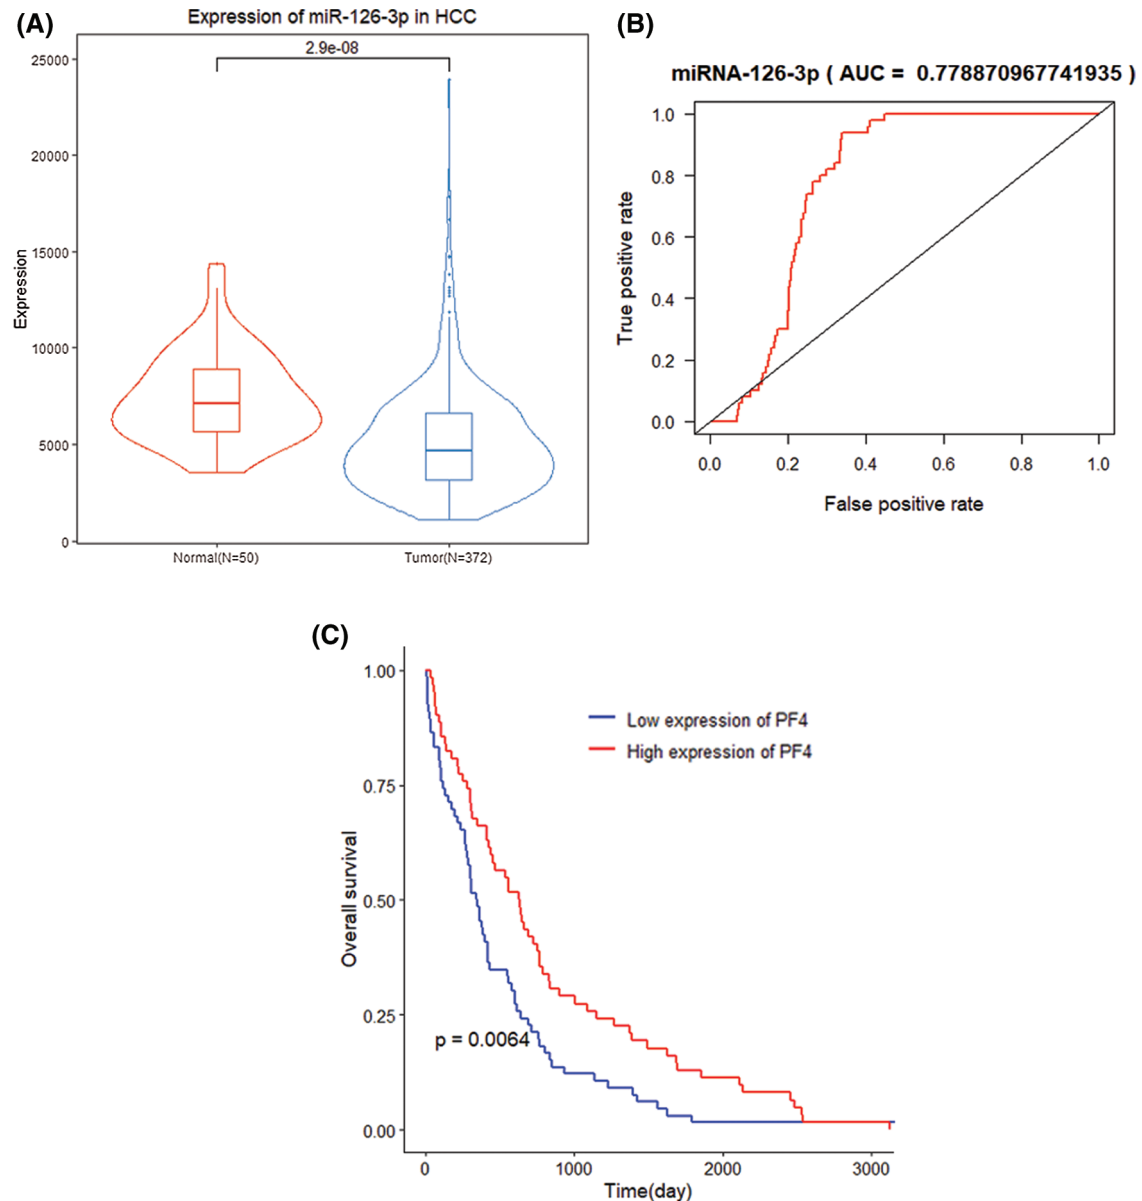 (A)
Expression of miR-126-3p in HCC
2.9e-08
25000
20000
15000
10000
5000
0
Expression
Normal(N=50) Tumor(N=372)
(B)
miRNA-126-3p ( AUC = 0.778870967741935 )
1.0
0.8
0.6
0.4
0.2
0.0
True positive rate
0.0 0.2 0.4 0.6 0.8 1.0
False positive rate
(C)
1.00
0.75
0.50
0.25
0.00
Overall survival
Low expression of PF4
High expression of PF4
p = 0.0064
0 1000 2000 3000
Time(day)